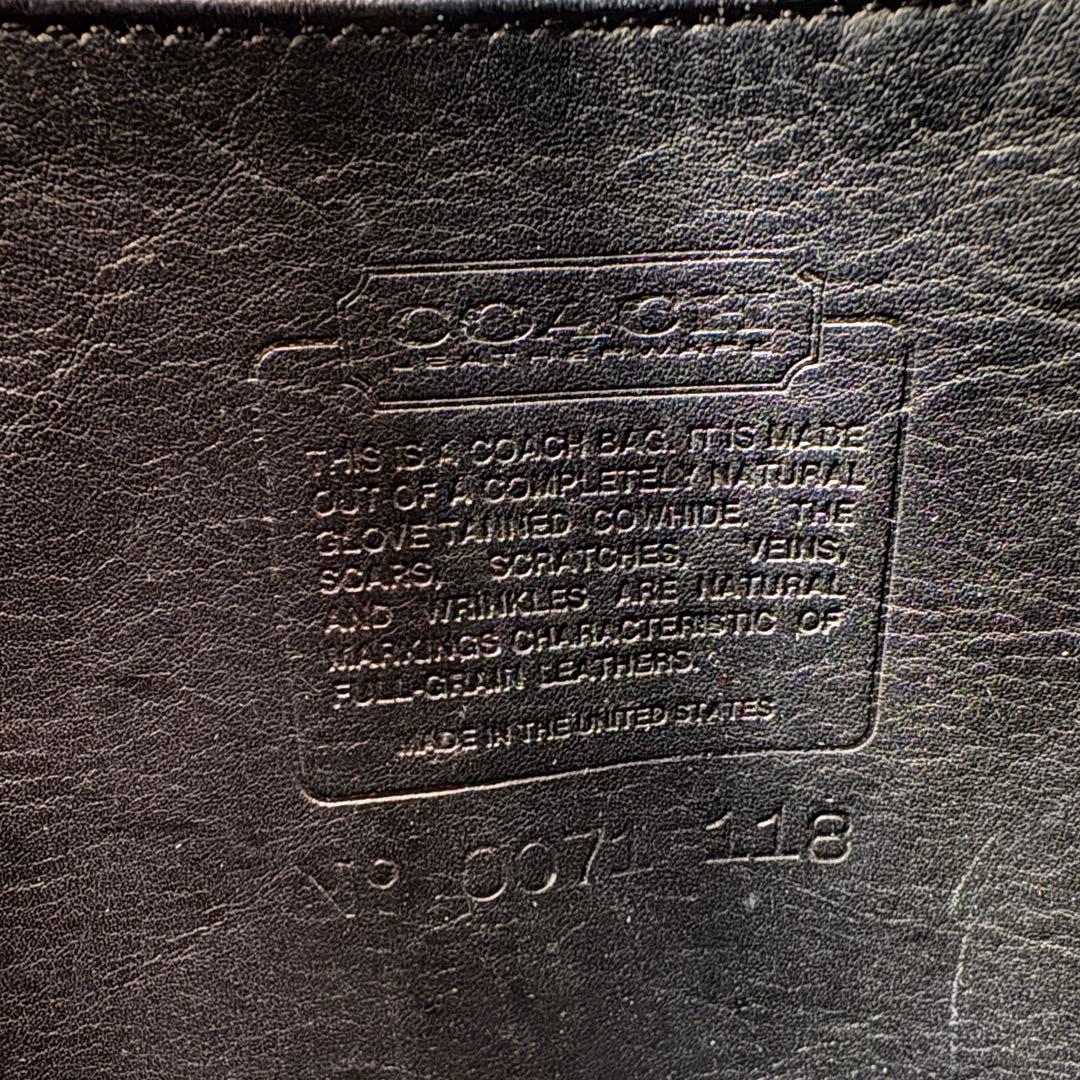 COACH
LEATHERWARE
THIS IS A COACH BAG. IT IS MADE
OUT OF A COMPLETELY NATURAL
GLOVE TANNED COWHIDE. THE
SCARS, SCRATCHES, VEINS,
AND WRINKLES ARE NATURAL
MARKINGS CHARACTERISTIC OF
FULL-GRAIN LEATHERS.
MADE IN THE UNITED STATES
No 0071-118